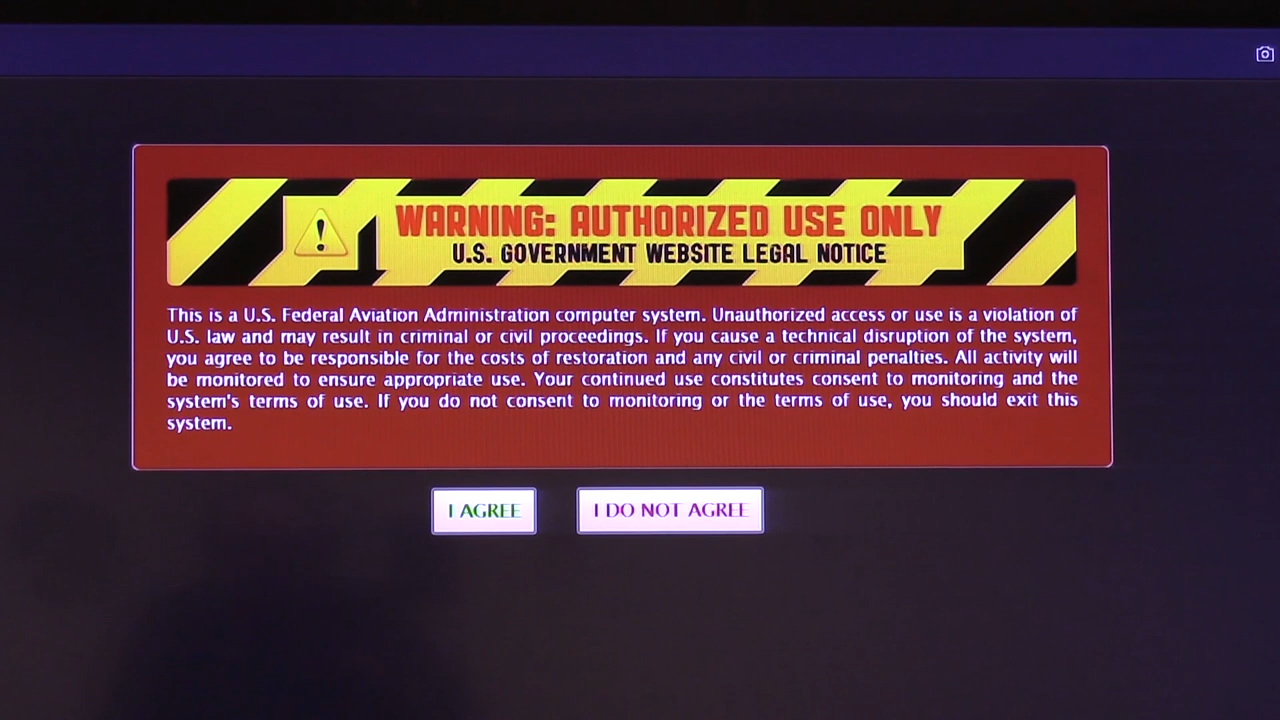 WARNING: AUTHORIZED USE ONLY
U.S. GOVERNMENT WEBSITE LEGAL NOTICE
This is a U.S. Federal Aviation Administration computer system. Unauthorized access or use is a violation of
U.S. law and may result in criminal or civil proceedings. If you cause a technical disruption of the system,
you agree to be responsible for the costs of restoration and any civil or criminal penalties. All activity will
be monitored to ensure appropriate use. Your continued use constitutes consent to monitoring and the
system's terms of use. If you do not consent to monitoring or the terms of use, you should exit this
system.
I AGREE
I DO NOT AGREE